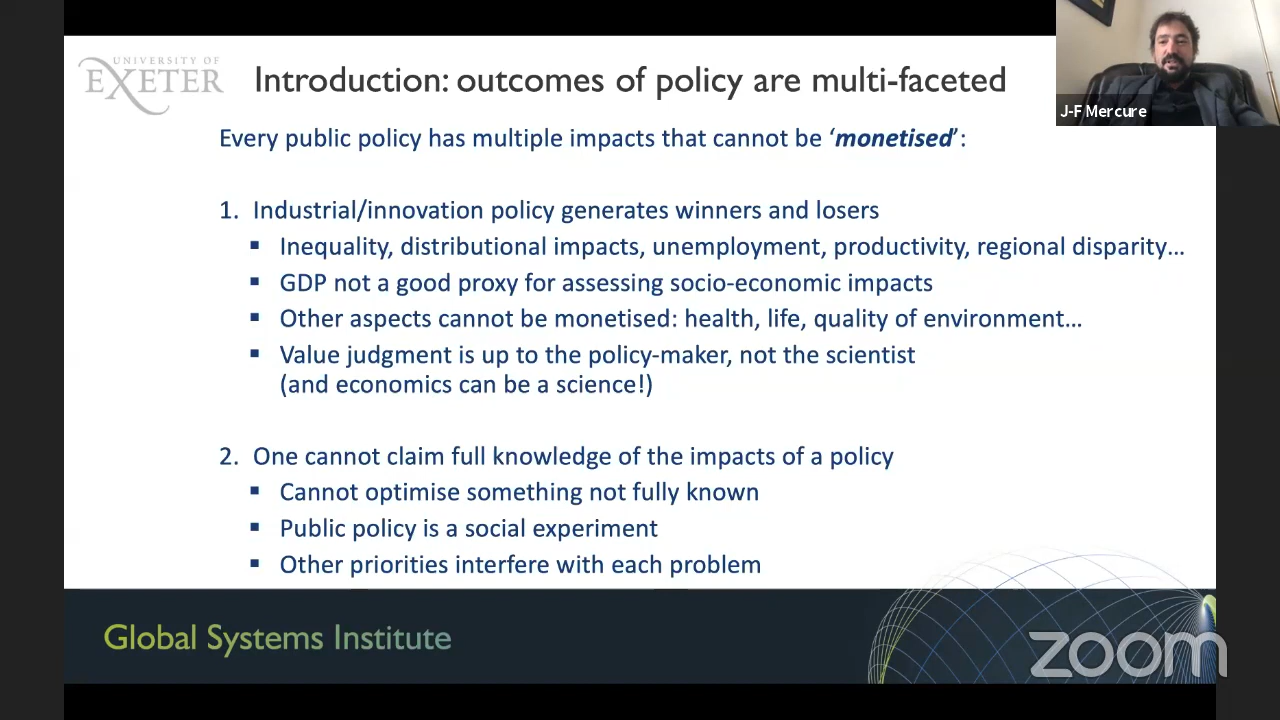 UNIVERSITY OF
EXETER
Introduction: outcomes of policy are multi-faceted
J-F Mercure
Every public policy has multiple impacts that cannot be ‘monetised’:
1. Industrial/innovation policy generates winners and losers
▪ Inequality, distributional impacts, unemployment, productivity, regional disparity…
▪ GDP not a good proxy for assessing socio-economic impacts
▪ Other aspects cannot be monetised: health, life, quality of environment…
▪ Value judgment is up to the policy-maker, not the scientist
(and economics can be a science!)
2. One cannot claim full knowledge of the impacts of a policy
▪ Cannot optimise something not fully known
▪ Public policy is a social experiment
▪ Other priorities interfere with each problem
Global Systems Institute
zoom